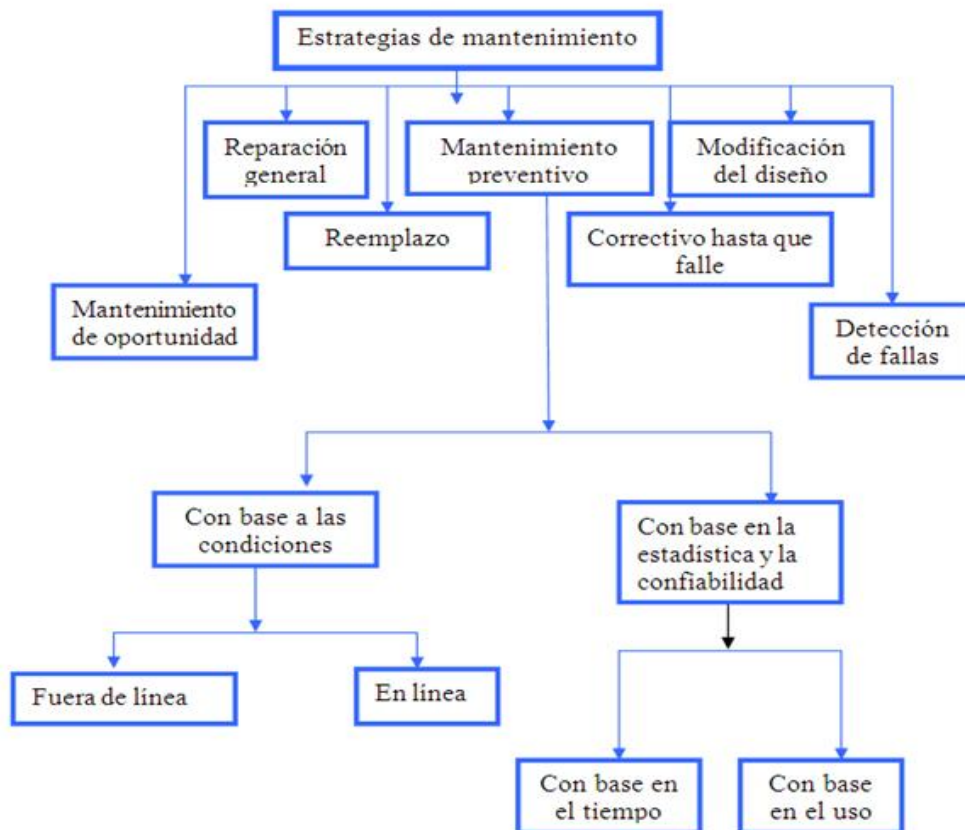 Estrategias de mantenimiento
Reparación
general
Mantenimiento
preventivo
Modificación
del diseño
Reemplazo
Correctivo hasta que
falle
Mantenimiento
de oportunidad
Detección
de fallas
Con base a las
condiciones
Con base en la
estadística y la
confiabilidad
Fuera de línea
En línea
Con base en
el tiempo
Con base
en el uso